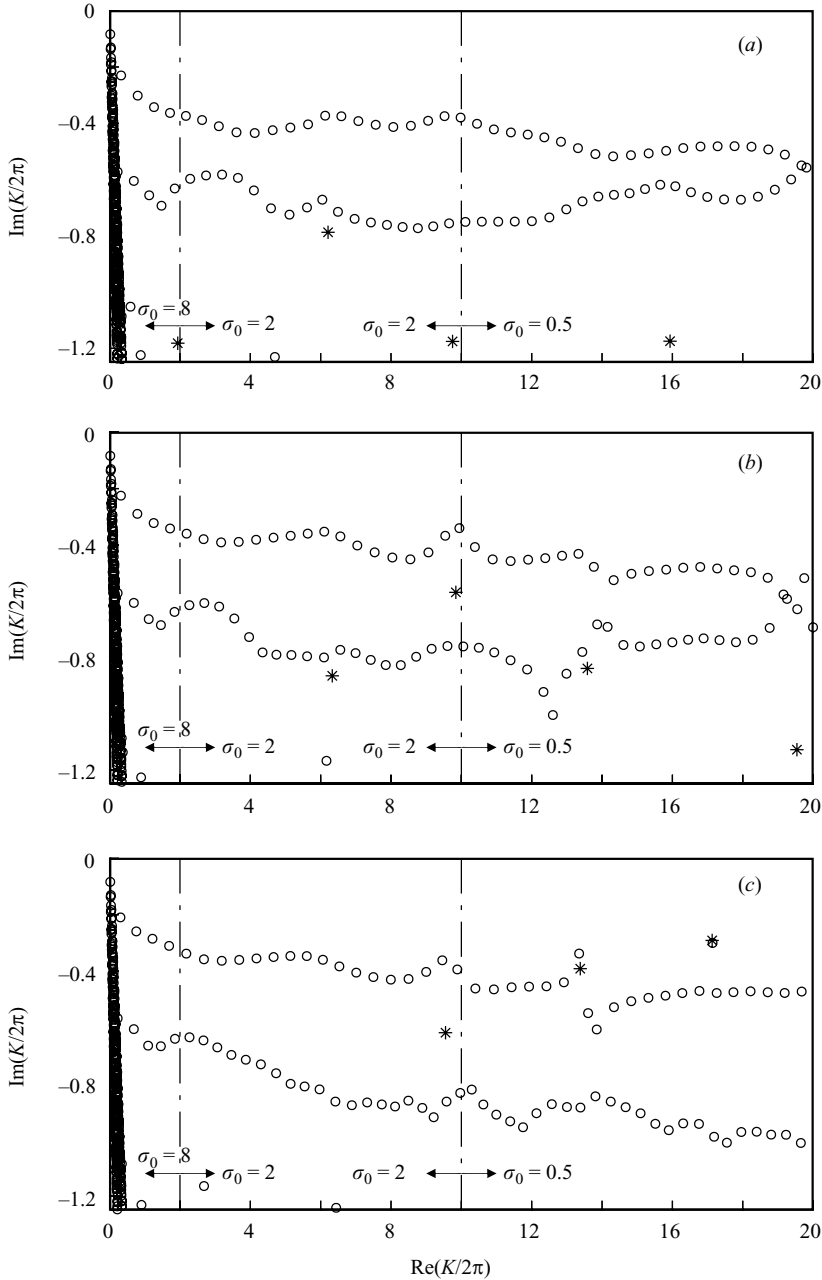 (a)
0
–0.4
–0.8
–1.2
Im(K/2π)
σ₀ = 8
σ₀ = 2
σ₀ = 2
σ₀ = 0.5
0 4 8 12 16 20
(b)
0
–0.4
–0.8
–1.2
Im(K/2π)
σ₀ = 8
σ₀ = 2
σ₀ = 2
σ₀ = 0.5
0 4 8 12 16 20
(c)
0
–0.4
–0.8
–1.2
Im(K/2π)
σ₀ = 8
σ₀ = 2
σ₀ = 2
σ₀ = 0.5
0 4 8 12 16 20
Re(K/2π)